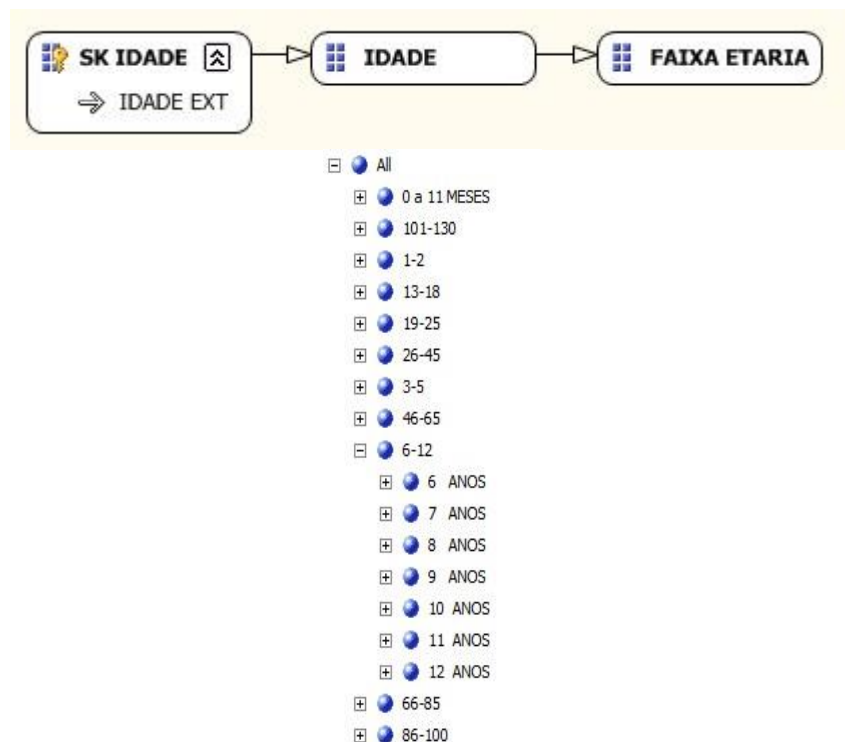 SK IDADE IDADE FAIXA ETARIA
IDADE EXT
All
0 a 11 MESES
101-130
1-2
13-18
19-25
26-45
3-5
46-65
6-12
6 ANOS
7 ANOS
8 ANOS
9 ANOS
10 ANOS
11 ANOS
12 ANOS
66-85
86-100